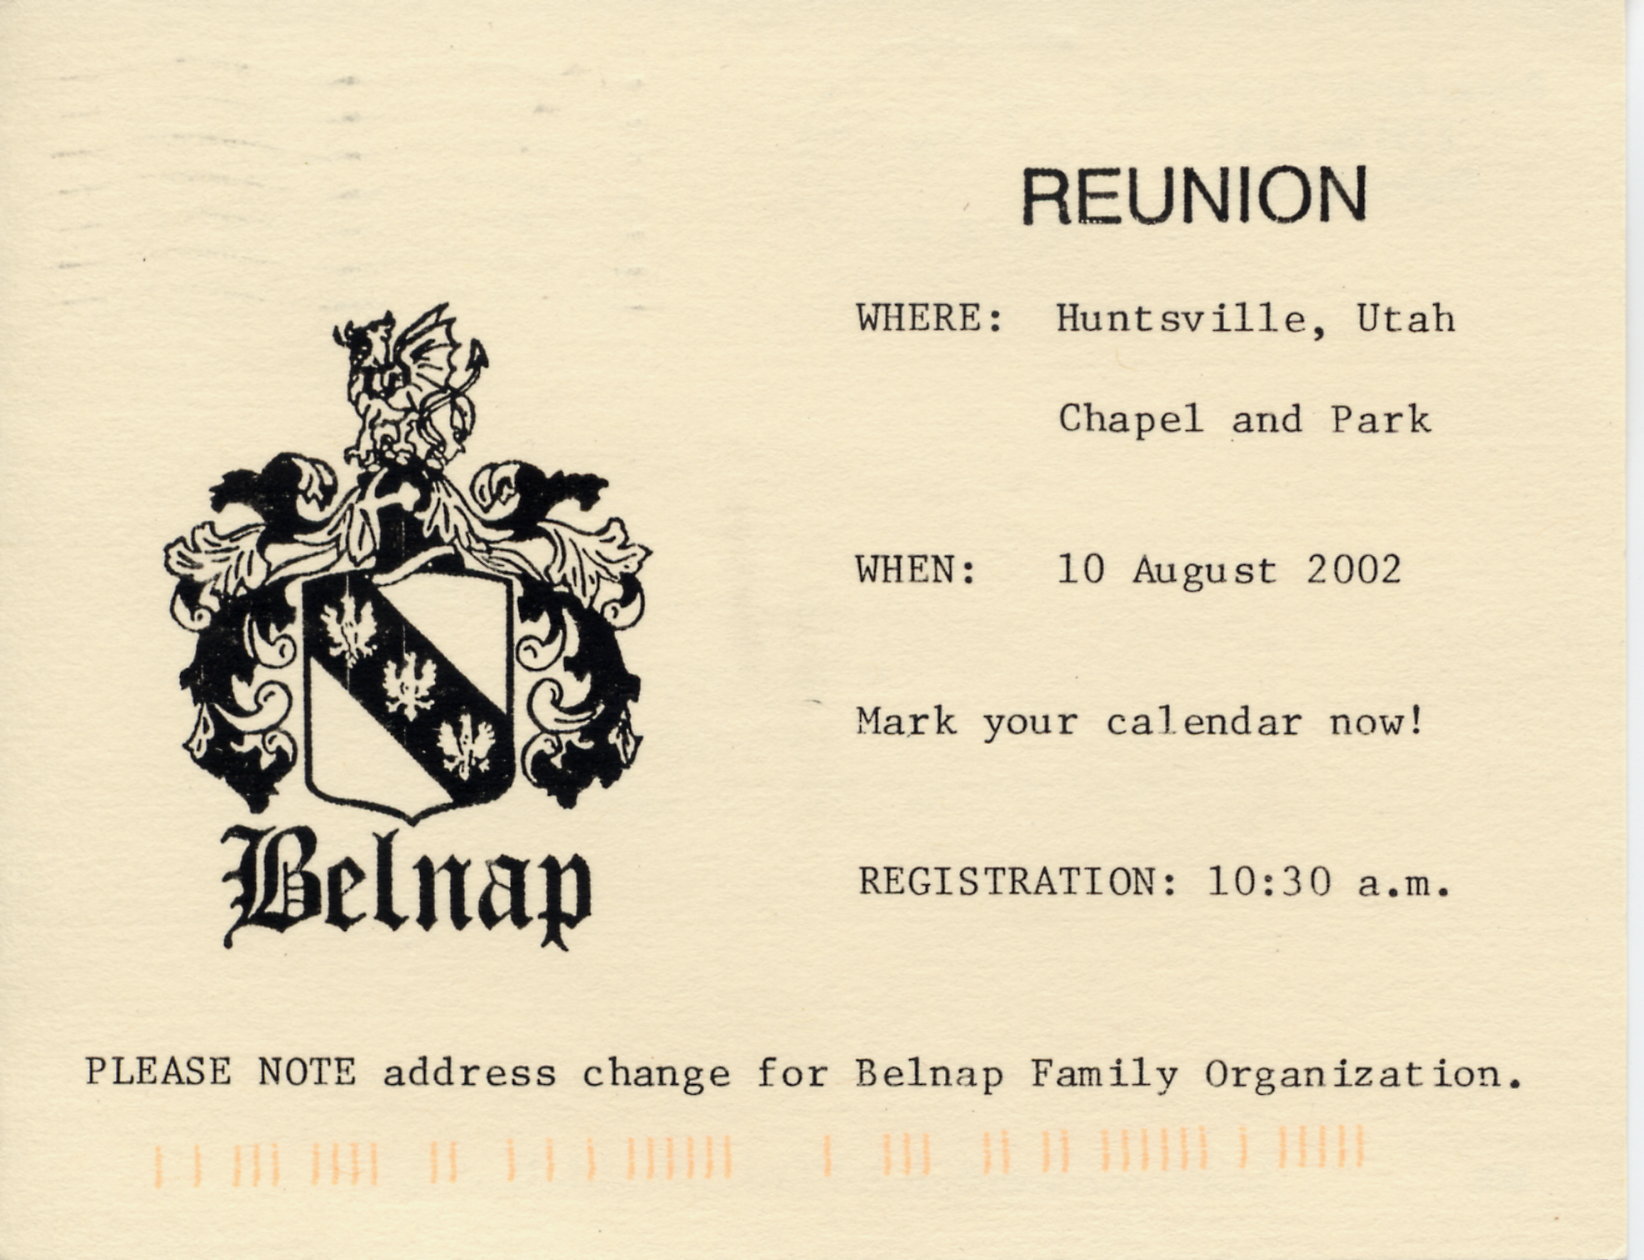 REUNION
WHERE: Huntsville, Utah
Chapel and Park
WHEN: 10 August 2002
Mark your calendar now!
REGISTRATION: 10:30 a.m.
Belnap
PLEASE NOTE address change for Belnap Family Organization.